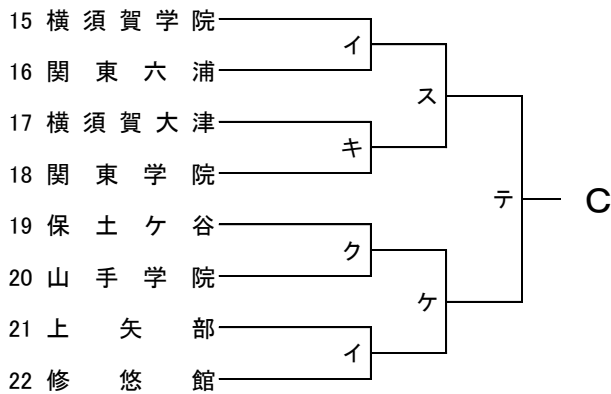 15 横須賀学院
イ
16 関東六浦
ス
17 横須賀大津
キ
18 関東学院
テ C
19 保土ケ谷
ク
20 山手学院
ケ
21 上矢部
イ
22 修悠館